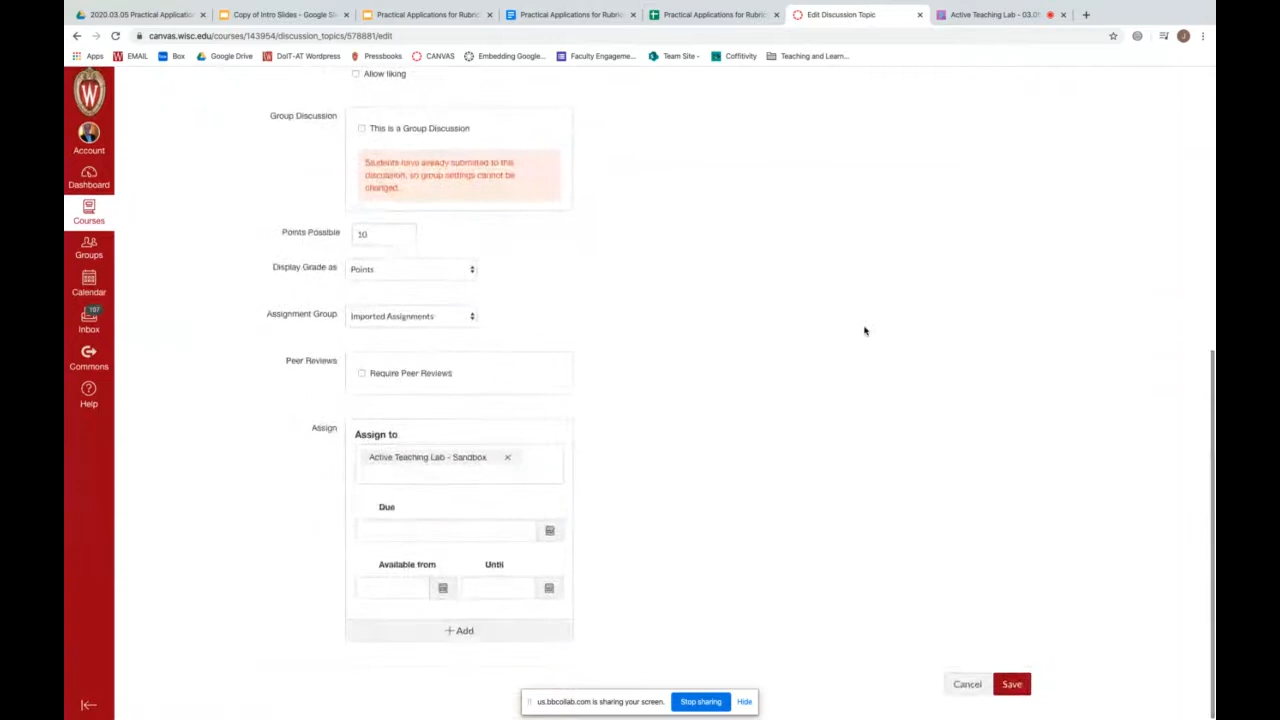 2020.03.05 Practical Application
Copy of Intro Slides - Google Sl
Practical Applications for Rubric
Practical Applications for Rubric
Practical Applications for Rubric
Edit Discussion Topic
Active Teaching Lab - 03.05
canvas.wisc.edu/courses/143954/discussion_topics/578881/edit
Apps
EMAIL
Box
Google Drive
DoIT-AT Wordpress
Pressbooks
CANVAS
Embedding Google...
Faculty Engageme...
Team Site -
Coffitivity
Teaching and Learn...
W
Account
Dashboard
Courses
Groups
Calendar
107
Inbox
Commons
Help
Allow liking
Group Discussion
This is a Group Discussion
Students have already submitted to this
discussion, so group settings cannot be
changed.
Points Possible
10
Display Grade as
Points
Assignment Group
Imported Assignments
Peer Reviews
Require Peer Reviews
Assign
Assign to
Active Teaching Lab - Sandbox
Due
Available from
Until
+ Add
Cancel
Save
us.bbcollab.com is sharing your screen.
Stop sharing
Hide